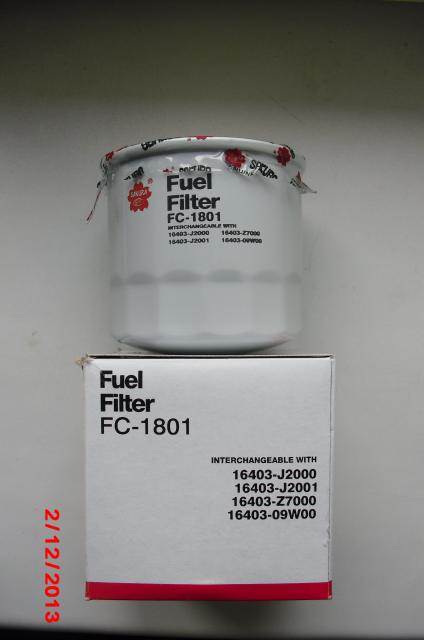 SAKURA
Fuel
Filter
FC-1801
INTERCHANGEABLE WITH
16403-J2000 16403-Z7000
16403-J2001 16403-09W00
Fuel
Filter
FC-1801
INTERCHANGEABLE WITH
16403-J2000
16403-J2001
16403-Z7000
16403-09W00
2/12/2013